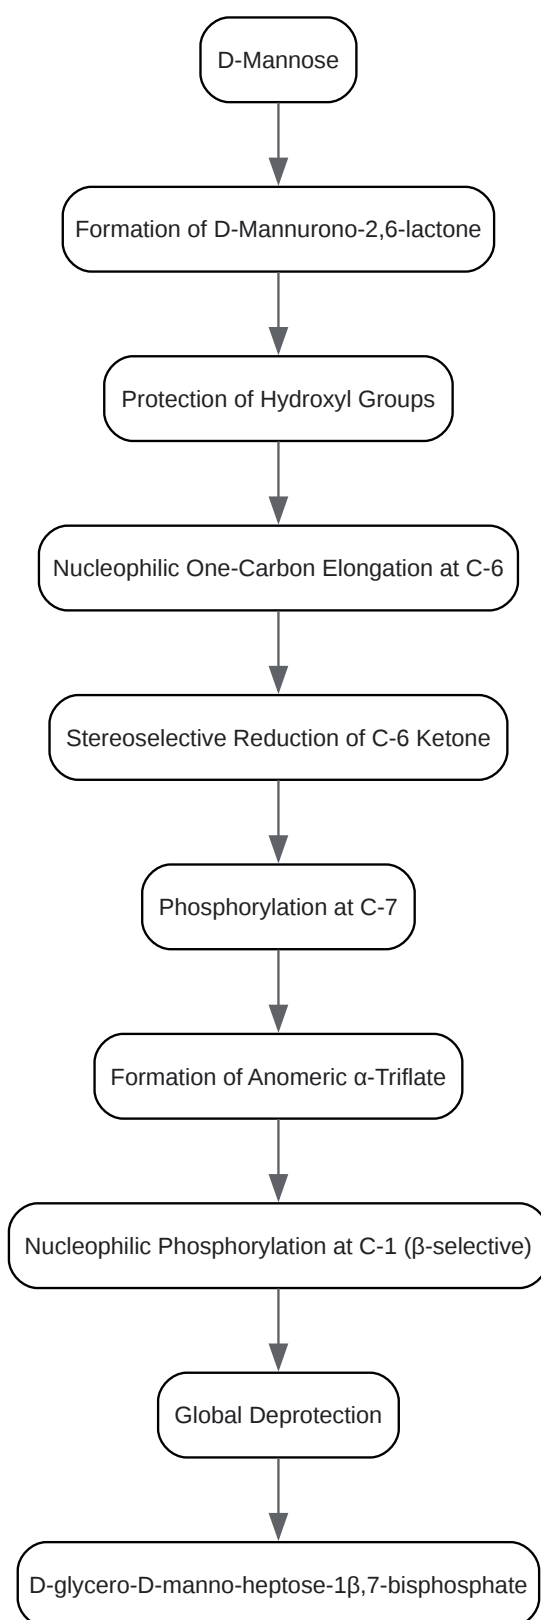 D-Mannose
Formation of D-Mannurono-2,6-lactone
Protection of Hydroxyl Groups
Nucleophilic One-Carbon Elongation at C-6
Stereoselective Reduction of C-6 Ketone
Phosphorylation at C-7
Formation of Anomeric α-Triflate
Nucleophilic Phosphorylation at C-1 (β-selective)
Global Deprotection
D-glycero-D-manno-heptose-1β,7-bisphosphate